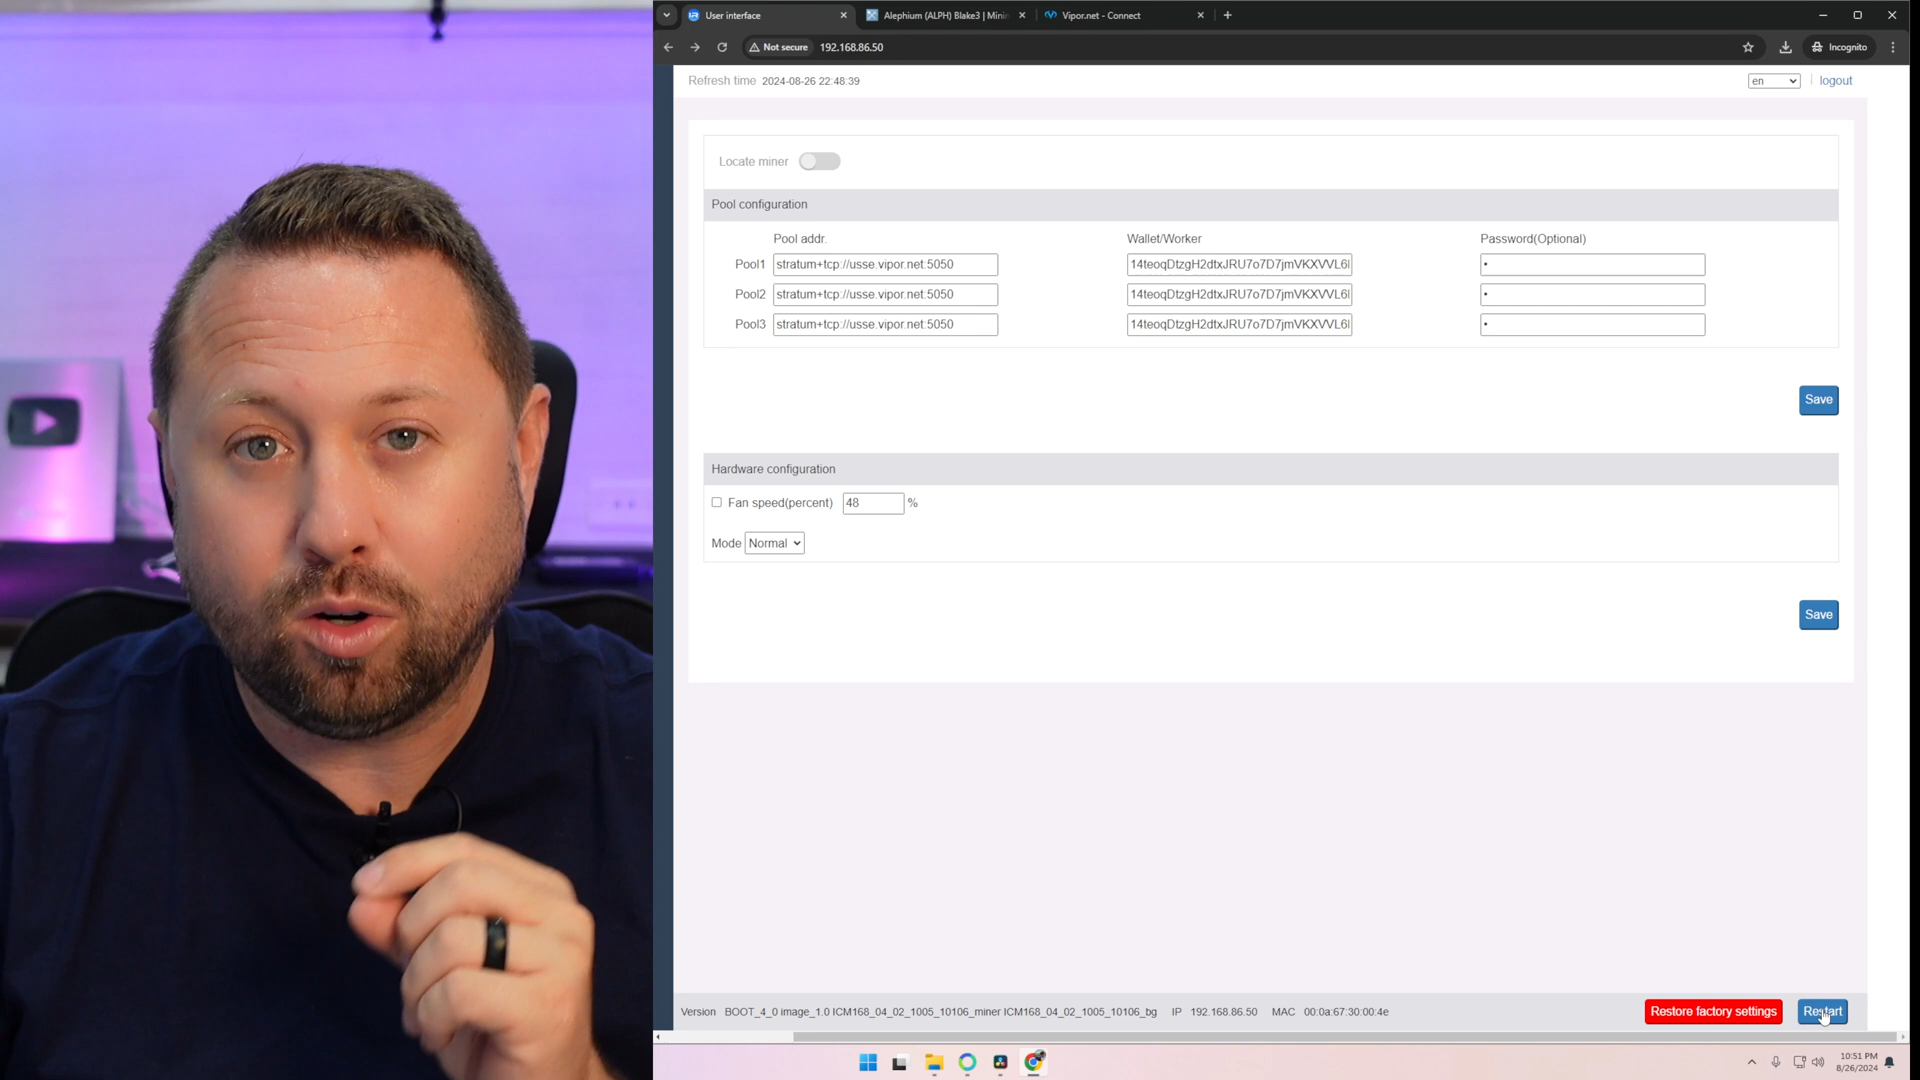 User interface
Alephium (ALPH) Blake3 | Minin
Vipor.net - Connect
Not secure 192.168.86.50
Incognito
Refresh time 2024-08-26 22:48:39
en
logout
Locate miner
Pool configuration
Pool addr. Wallet/Worker Password(Optional)
Pool1 stratum+tcp://usse.vipor.net:5050 14teoqDtzgH2dtxJRU7o7D7jmVKXVVL6
Pool2 stratum+tcp://usse.vipor.net:5050 14teoqDtzgH2dtxJRU7o7D7jmVKXVVL6
Pool3 stratum+tcp://usse.vipor.net:5050 14teoqDtzgH2dtxJRU7o7D7jmVKXVVL6
Save
Hardware configuration
Fan speed(percent) 48 %
Mode Normal
Save
Version BOOT_4_0 image_1.0 ICM168_04_02_1005_10106_miner ICM168_04_02_1005_10106_bg IP 192.168.86.50 MAC 00:0a:67:30:00:4e
Restore factory settings
Restart
10:51 PM
8/26/2024